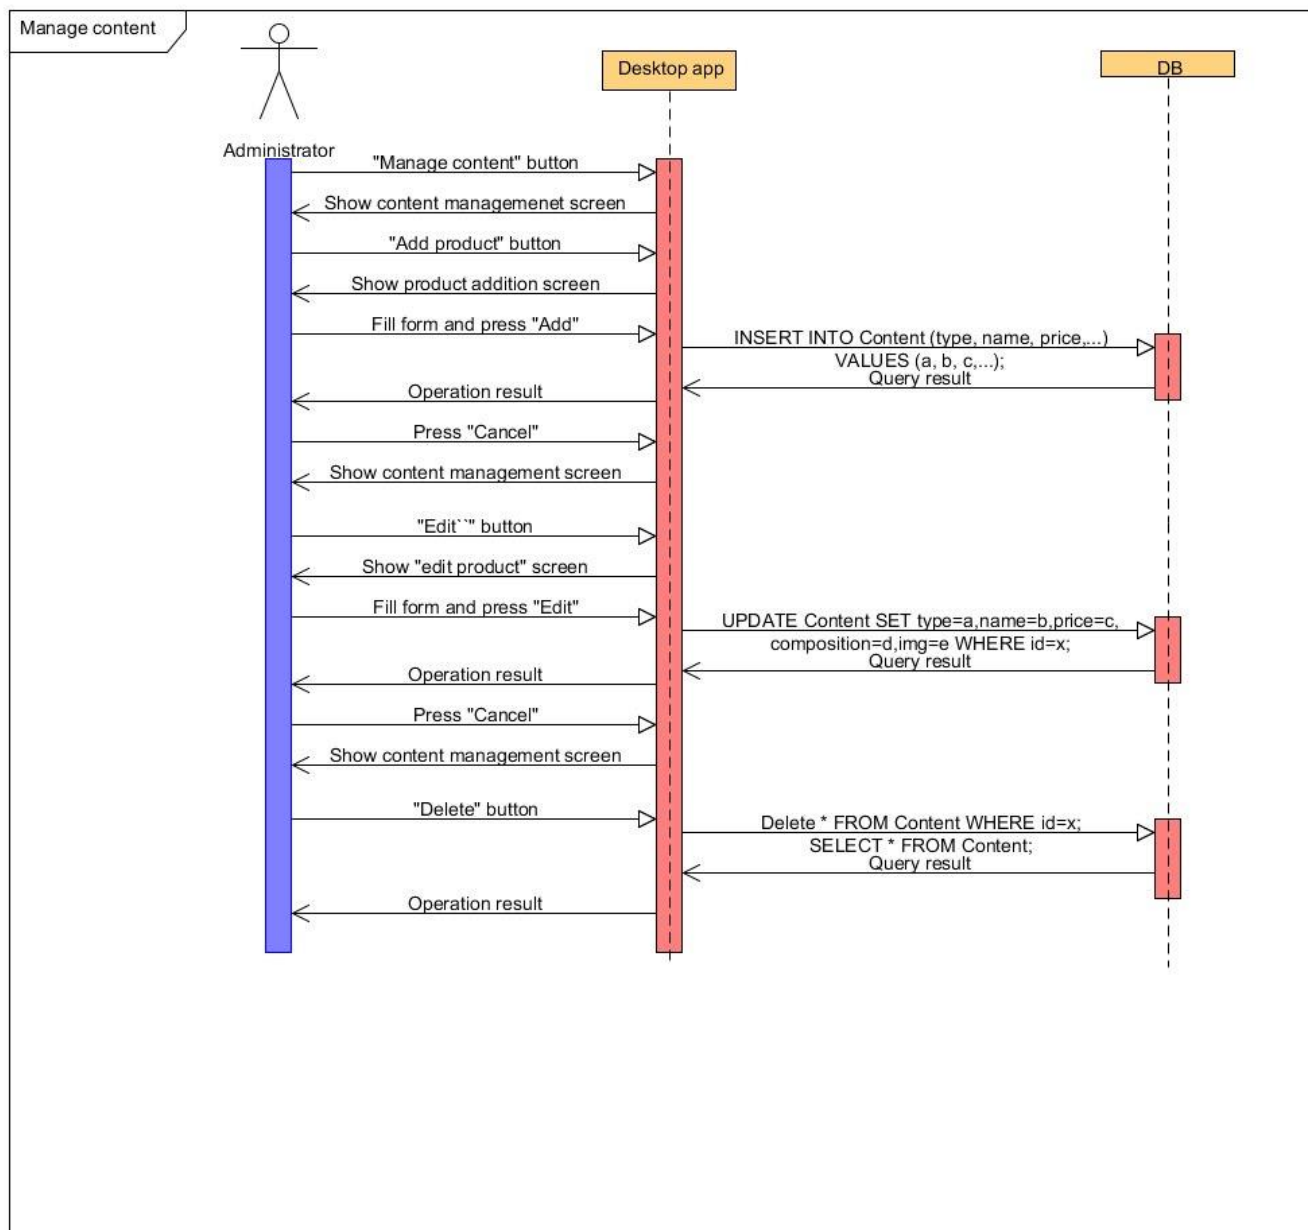 Manage content
Desktop app
DB
Administrator
"Manage content" button
Show content managemenet screen
"Add product" button
Show product addition screen
Fill form and press "Add"
INSERT INTO Content (type, name, price,...)
VALUES (a, b, c,...);
Query result
Operation result
Press "Cancel"
Show content management screen
"Edit``" button
Show "edit product" screen
Fill form and press "Edit"
UPDATE Content SET type=a,name=b,price=c,
composition=d,img=e WHERE id=x;
Query result
Operation result
Press "Cancel"
Show content management screen
"Delete" button
Delete * FROM Content WHERE id=x;
SELECT * FROM Content;
Query result
Operation result